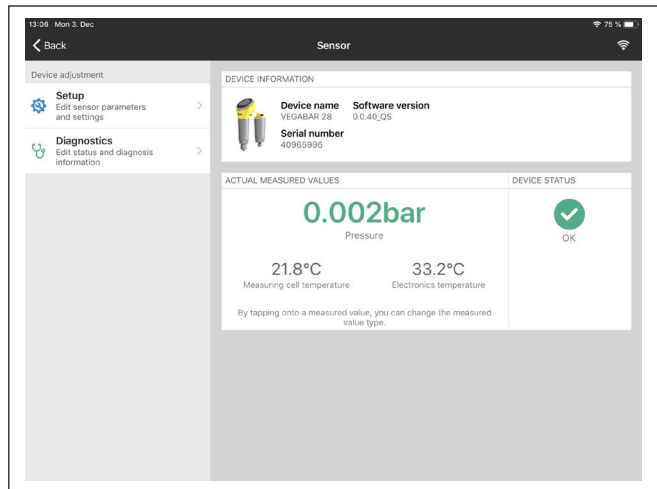 13:06 Mon 3. Dec
75 %
Back
Sensor
Device adjustment
Setup
Edit sensor parameters
and settings
Diagnostics
Edit status and diagnosis
information
DEVICE INFORMATION
Device name Software version
VEGABAR 28 0.0.40_QS
Serial number
40965996
ACTUAL MEASURED VALUES
DEVICE STATUS
0.002bar
Pressure
OK
21.8°C 33.2°C
Measuring cell temperature Electronics temperature
By tapping onto a measured value, you can change the measured
value type.